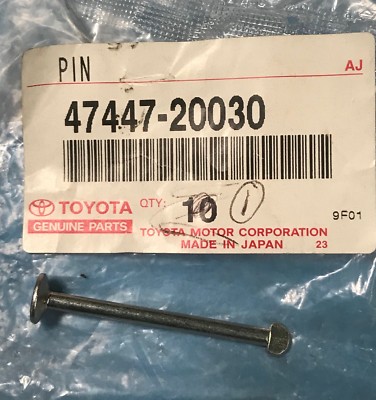 PIN
AJ
47447-20030
TOYOTA
GENUINE PARTS
QTY: 10 1
9F01
TOYOTA MOTOR CORPORATION
MADE IN JAPAN 23